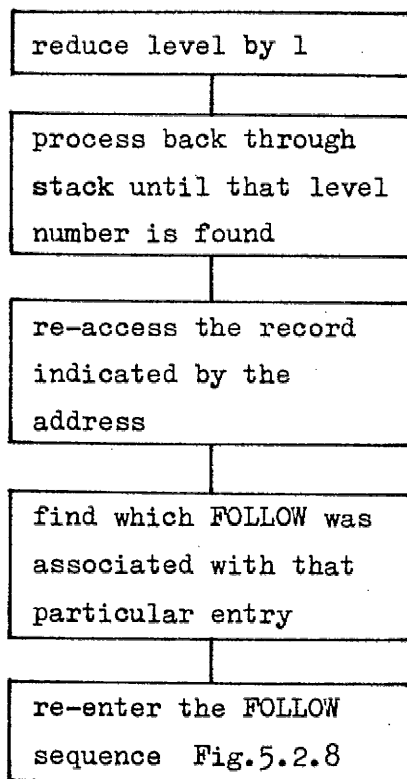 reduce level by 1
process back through
stack until that level
number is found
re-access the record
indicated by the
address
find which FOLLOW was
associated with that
particular entry
re-enter the FOLLOW
sequence Fig.5.2.8